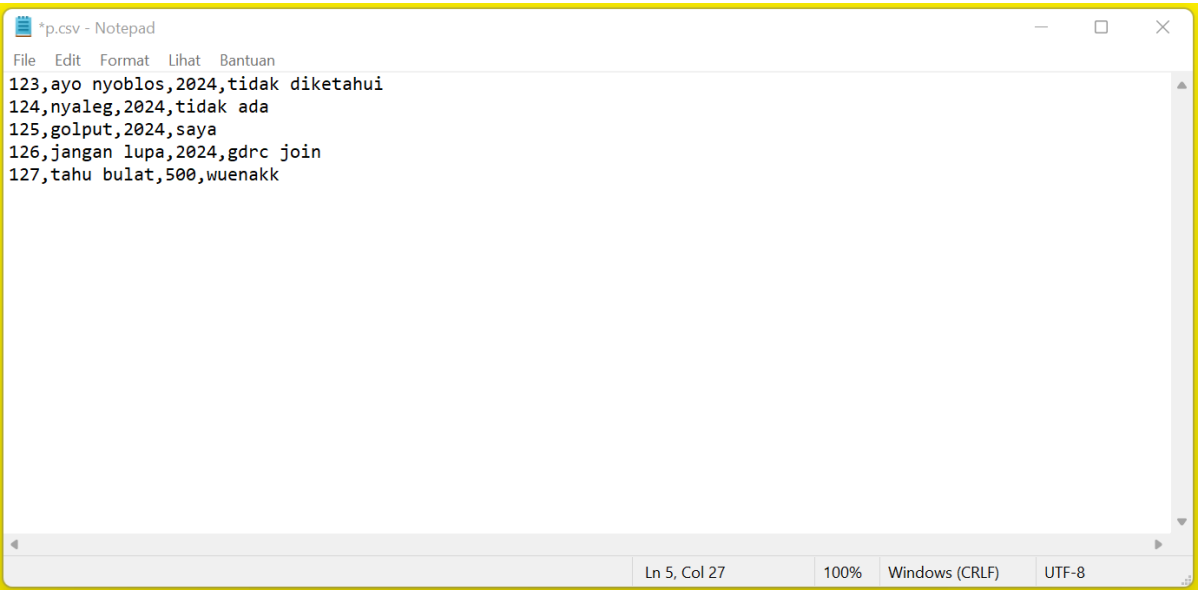 *p.csv - Notepad
File Edit Format Lihat Bantuan
123,ayo nyoblos,2024,tidak diketahui
124,nyaleg,2024,tidak ada
125,golput,2024,saya
126,jangan lupa,2024,gdrc join
127,tahu bulat,500,wuenakk
Ln 5, Col 27 100% Windows (CRLF) UTF-8